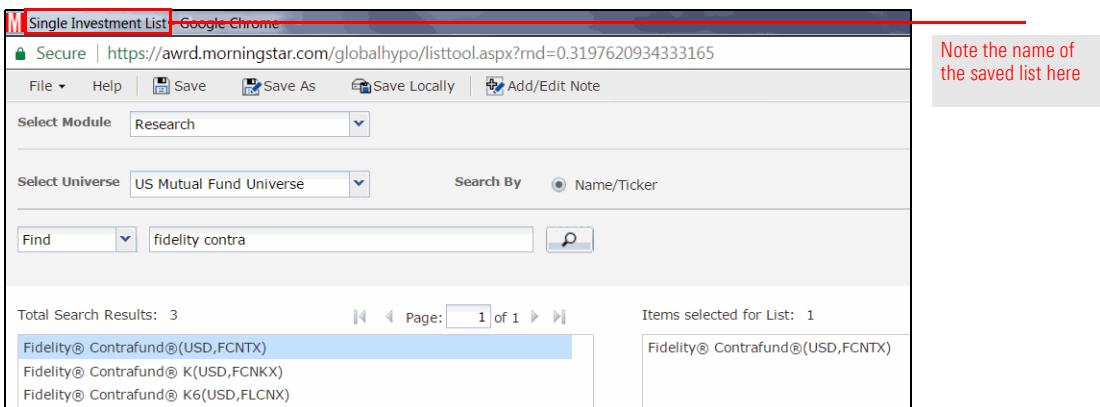 M Single Investment List - Google Chrome
Secure | https://awrd.morningstar.com/globalhypo/listtool.aspx?rnd=0.3197620934333165
Note the name of
the saved list here
File Help Save Save As Save Locally Add/Edit Note
Select Module Research
Select Universe US Mutual Fund Universe Search By Name/Ticker
Find fidelity contra
Total Search Results: 3 Page: 1 of 1 Items selected for List: 1
Fidelity® Contrafund®(USD,FCNTX) Fidelity® Contrafund®(USD,FCNTX)
Fidelity® Contrafund® K(USD,FCNKX)
Fidelity® Contrafund® K6(USD,FLCNX)